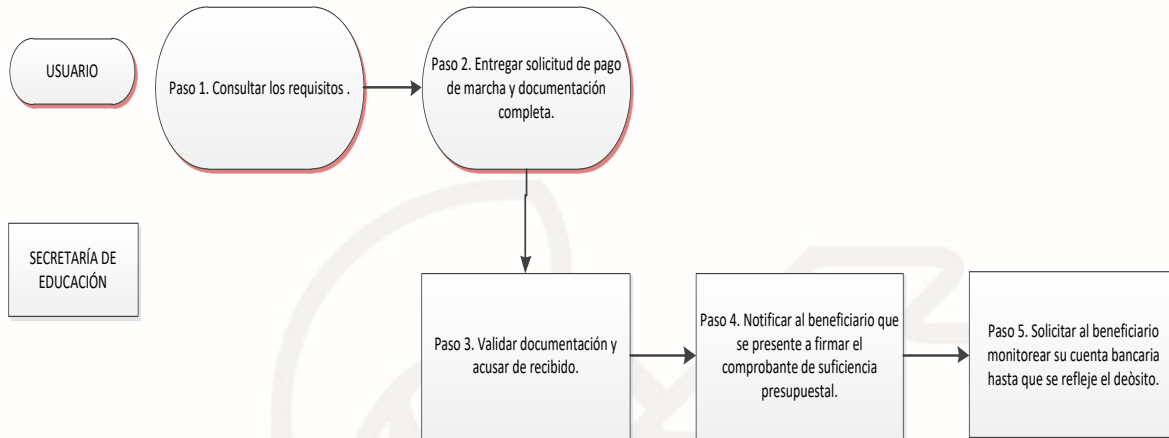 USUARIO
Paso 1. Consultar los requisitos .
Paso 2. Entregar solicitud de pago
de marcha y documentación
completa.
SECRETARÍA DE
EDUCACIÓN
Paso 3. Validar documentación y
acusar de recibido.
Paso 4. Notificar al beneficiario que
se presente a firmar el
comprobante de suficiencia
presupuestal.
Paso 5. Solicitar al beneficiario
monitorear su cuenta bancaria
hasta que se refleje el deòsito.